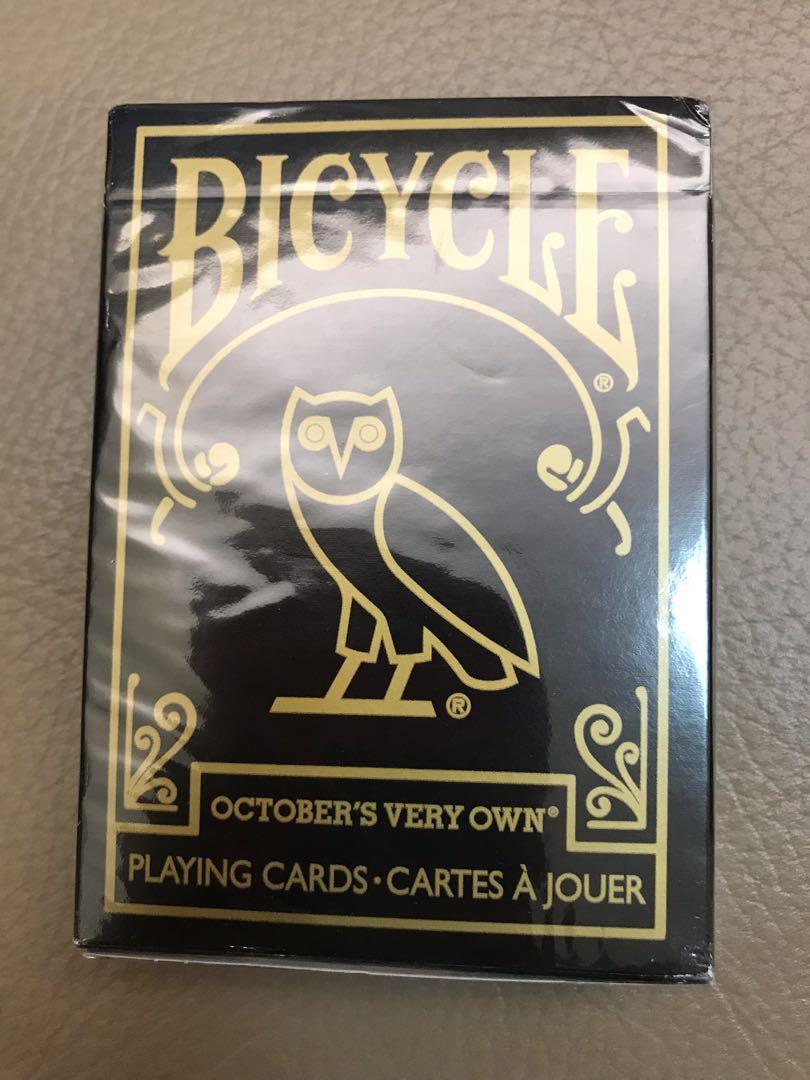 BICYCLE
®
®
OCTOBER'S VERY OWN®
PLAYING CARDS • CARTES À JOUER